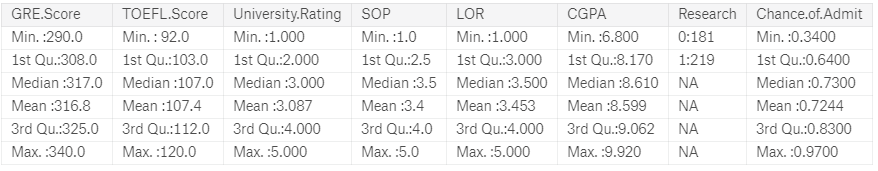 GRE.Score TOEFL.Score University.Rating SOP LOR CGPA Research Chance.of.Admit
Min. :290.0 Min. : 92.0 Min. :1.000 Min. :1.0 Min. :1.000 Min. :6.800 0:181 Min. :0.3400
1st Qu.:308.0 1st Qu.:103.0 1st Qu.:2.000 1st Qu.:2.5 1st Qu.:3.000 1st Qu.:8.170 1:219 1st Qu.:0.6400
Median :317.0 Median :107.0 Median :3.000 Median :3.5 Median :3.500 Median :8.610 NA Median :0.7300
Mean :316.8 Mean :107.4 Mean :3.087 Mean :3.4 Mean :3.453 Mean :8.599 NA Mean :0.7244
3rd Qu.:325.0 3rd Qu.:112.0 3rd Qu.:4.000 3rd Qu.:4.0 3rd Qu.:4.000 3rd Qu.:9.062 NA 3rd Qu.:0.8300
Max. :340.0 Max. :120.0 Max. :5.000 Max. :5.0 Max. :5.000 Max. :9.920 NA Max. :0.9700